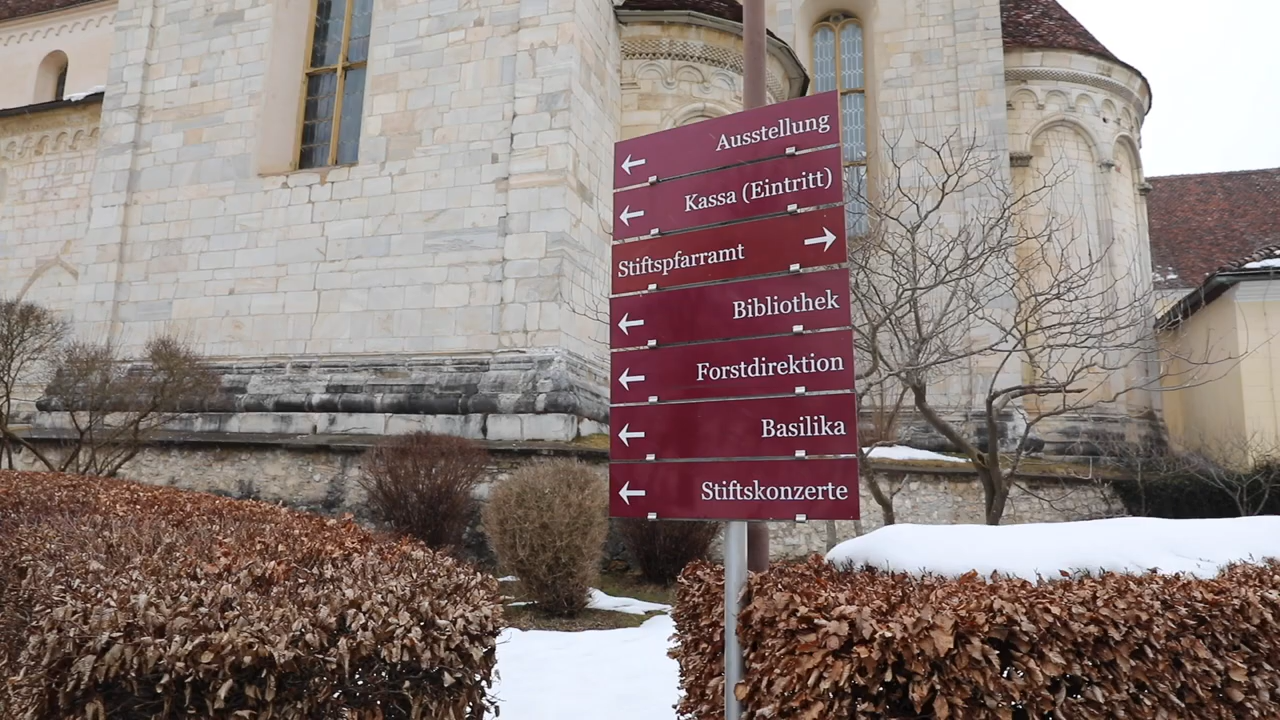 Ausstellung
Kassa (Eintritt)
Stiftspfarramt
Bibliothek
Forstdirektion
Basilika
Stiftskonzerte